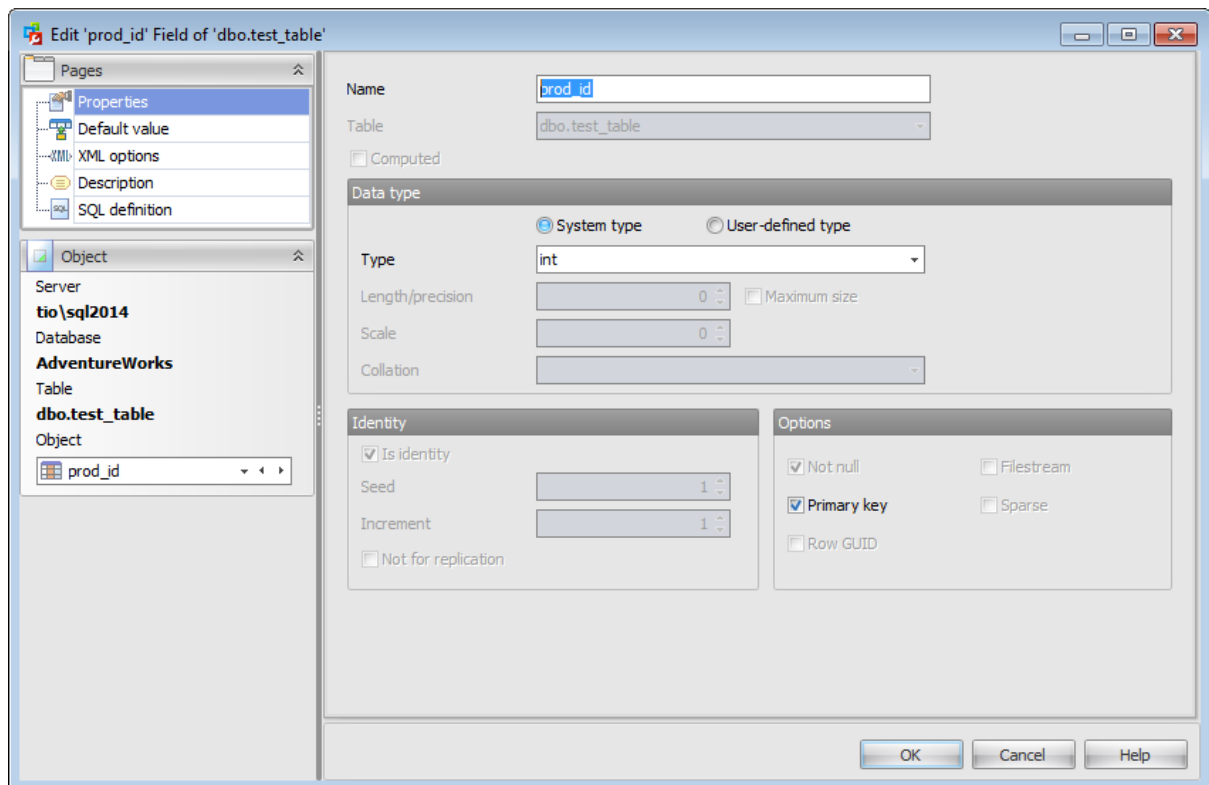 Edit 'prod_id' Field of 'dbo.test_table'
Pages
Properties
Default value
XML XML options
Description
SQL SQL definition
Object
Server
tio\sql2014
Database
AdventureWorks
Table
dbo.test_table
Object
prod_id
Name prod_id
Table dbo.test_table
Computed
Data type
System type User-defined type
Type int
Length/precision 0 Maximum size
Scale 0
Collation
Identity
Is identity
Seed 1
Increment 1
Not for replication
Options
Not null Filestream
Primary key Sparse
Row GUID
OK Cancel Help